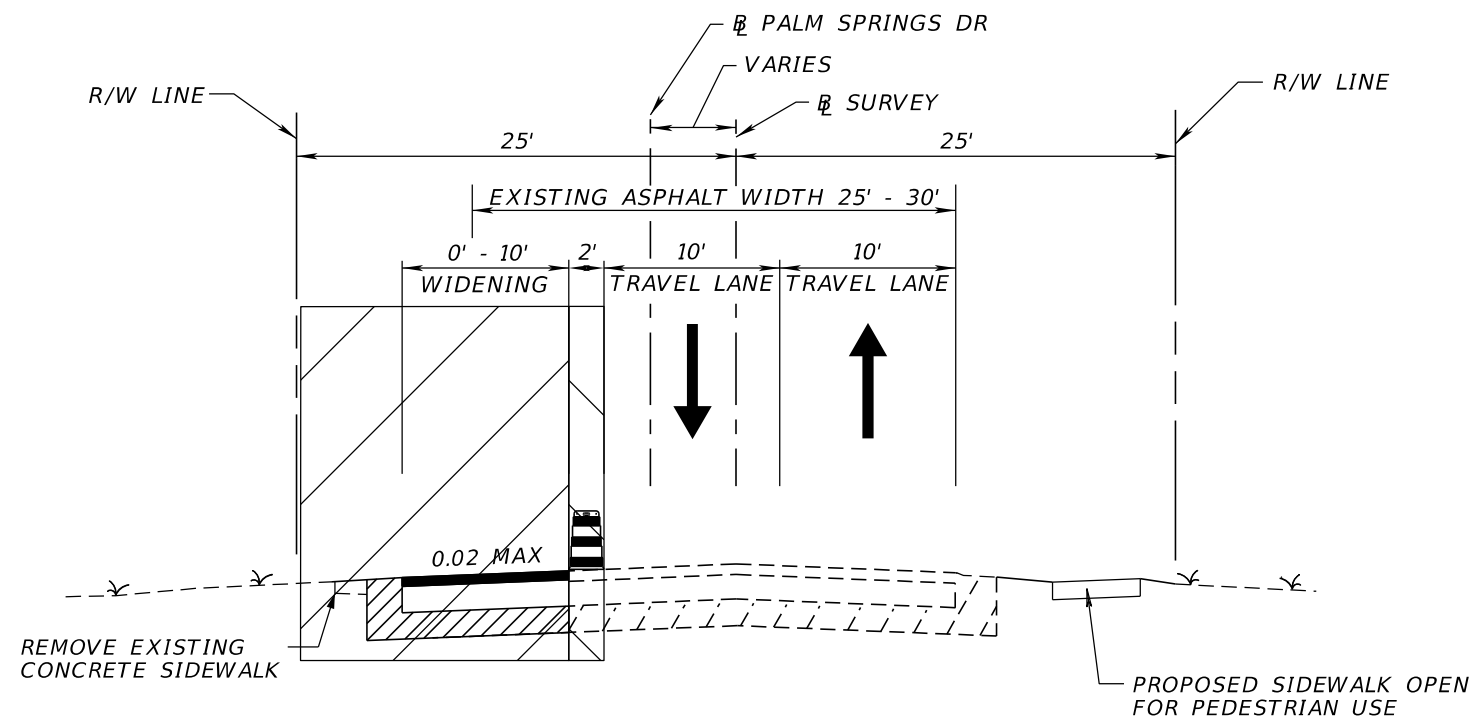 ℄ PALM SPRINGS DR
VARIES
R/W LINE
℄ SURVEY
R/W LINE
25'
25'
EXISTING ASPHALT WIDTH 25' - 30'
0' - 10'
2'
10'
10'
WIDENING
TRAVEL LANE
TRAVEL LANE
0.02 MAX
REMOVE EXISTING
CONCRETE SIDEWALK
PROPOSED SIDEWALK OPEN
FOR PEDESTRIAN USE